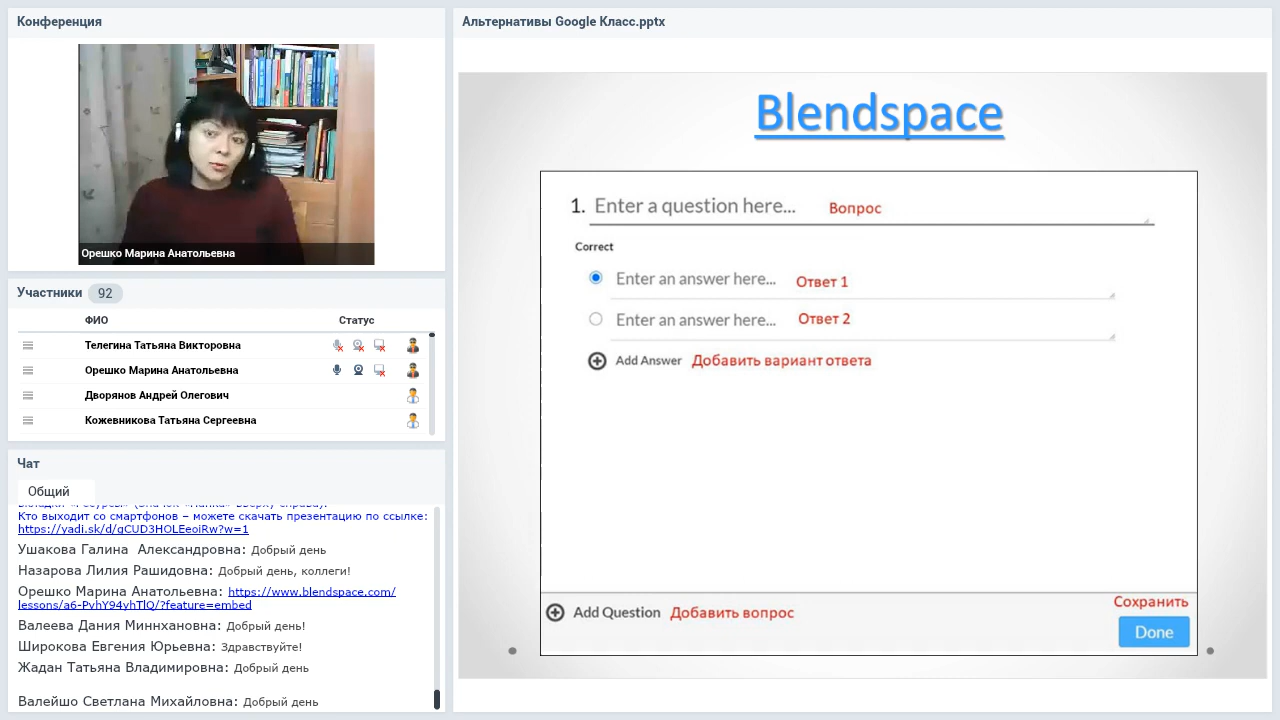 Конференция
Орешко Марина Анатольевна
Участники 92
ФИО Статус
Телегина Татьяна Викторовна
Орешко Марина Анатольевна
Дворянов Андрей Олегович
Кожевникова Татьяна Сергеевна
Чат
Общий
Кто выходит со смартфонов – можете скачать презентацию по ссылке:
https://yadi.sk/d/gCUD3HOLEeoiRw?w=1
Ушакова Галина Александровна: Добрый день
Назарова Лилия Рашидовна: Добрый день, коллеги!
Орешко Марина Анатольевна: https://www.blendspace.com/
lessons/a6-PvhY94yhTlQ/?feature=embed
Валеева Дания Миннхановна: Добрый день!
Широкова Евгения Юрьевна: Здравствуйте!
Жадан Татьяна Владимировна: Добрый день
Валейшо Светлана Михайловна: Добрый день
Альтернативы Google Класс.pptx
Blendspace
1. Enter a question here... Вопрос
Correct
Enter an answer here... Ответ 1
Enter an answer here... Ответ 2
Add Answer Добавить вариант ответа
Add Question Добавить вопрос
Сохранить
Done